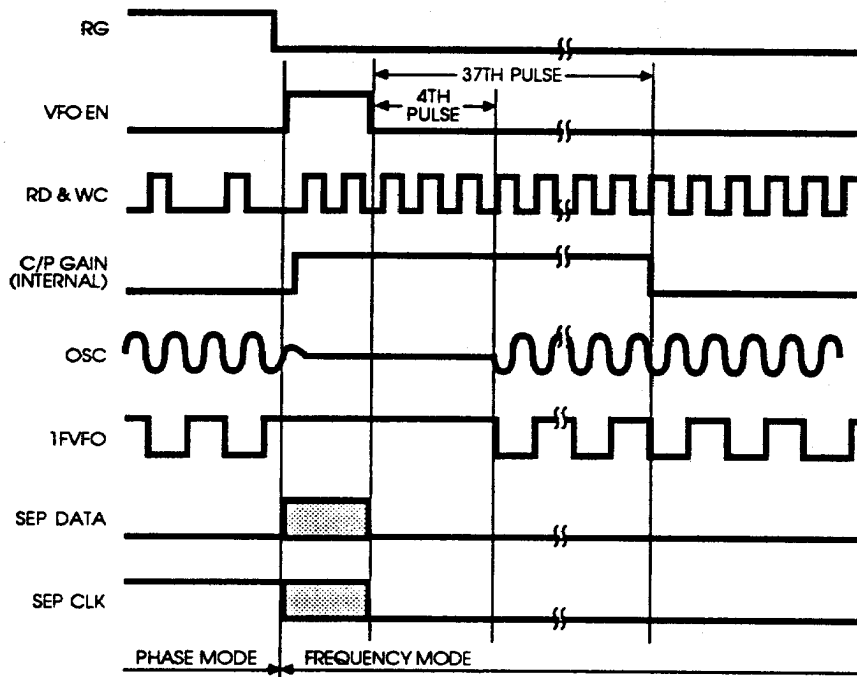 RG
37TH PULSE
4TH
PULSE
VFO EN
RD & WC
C/P GAIN
(INTERNAL)
OSC
1FVFO
SEP DATA
SEP CLK
PHASE MODE
FREQUENCY MODE